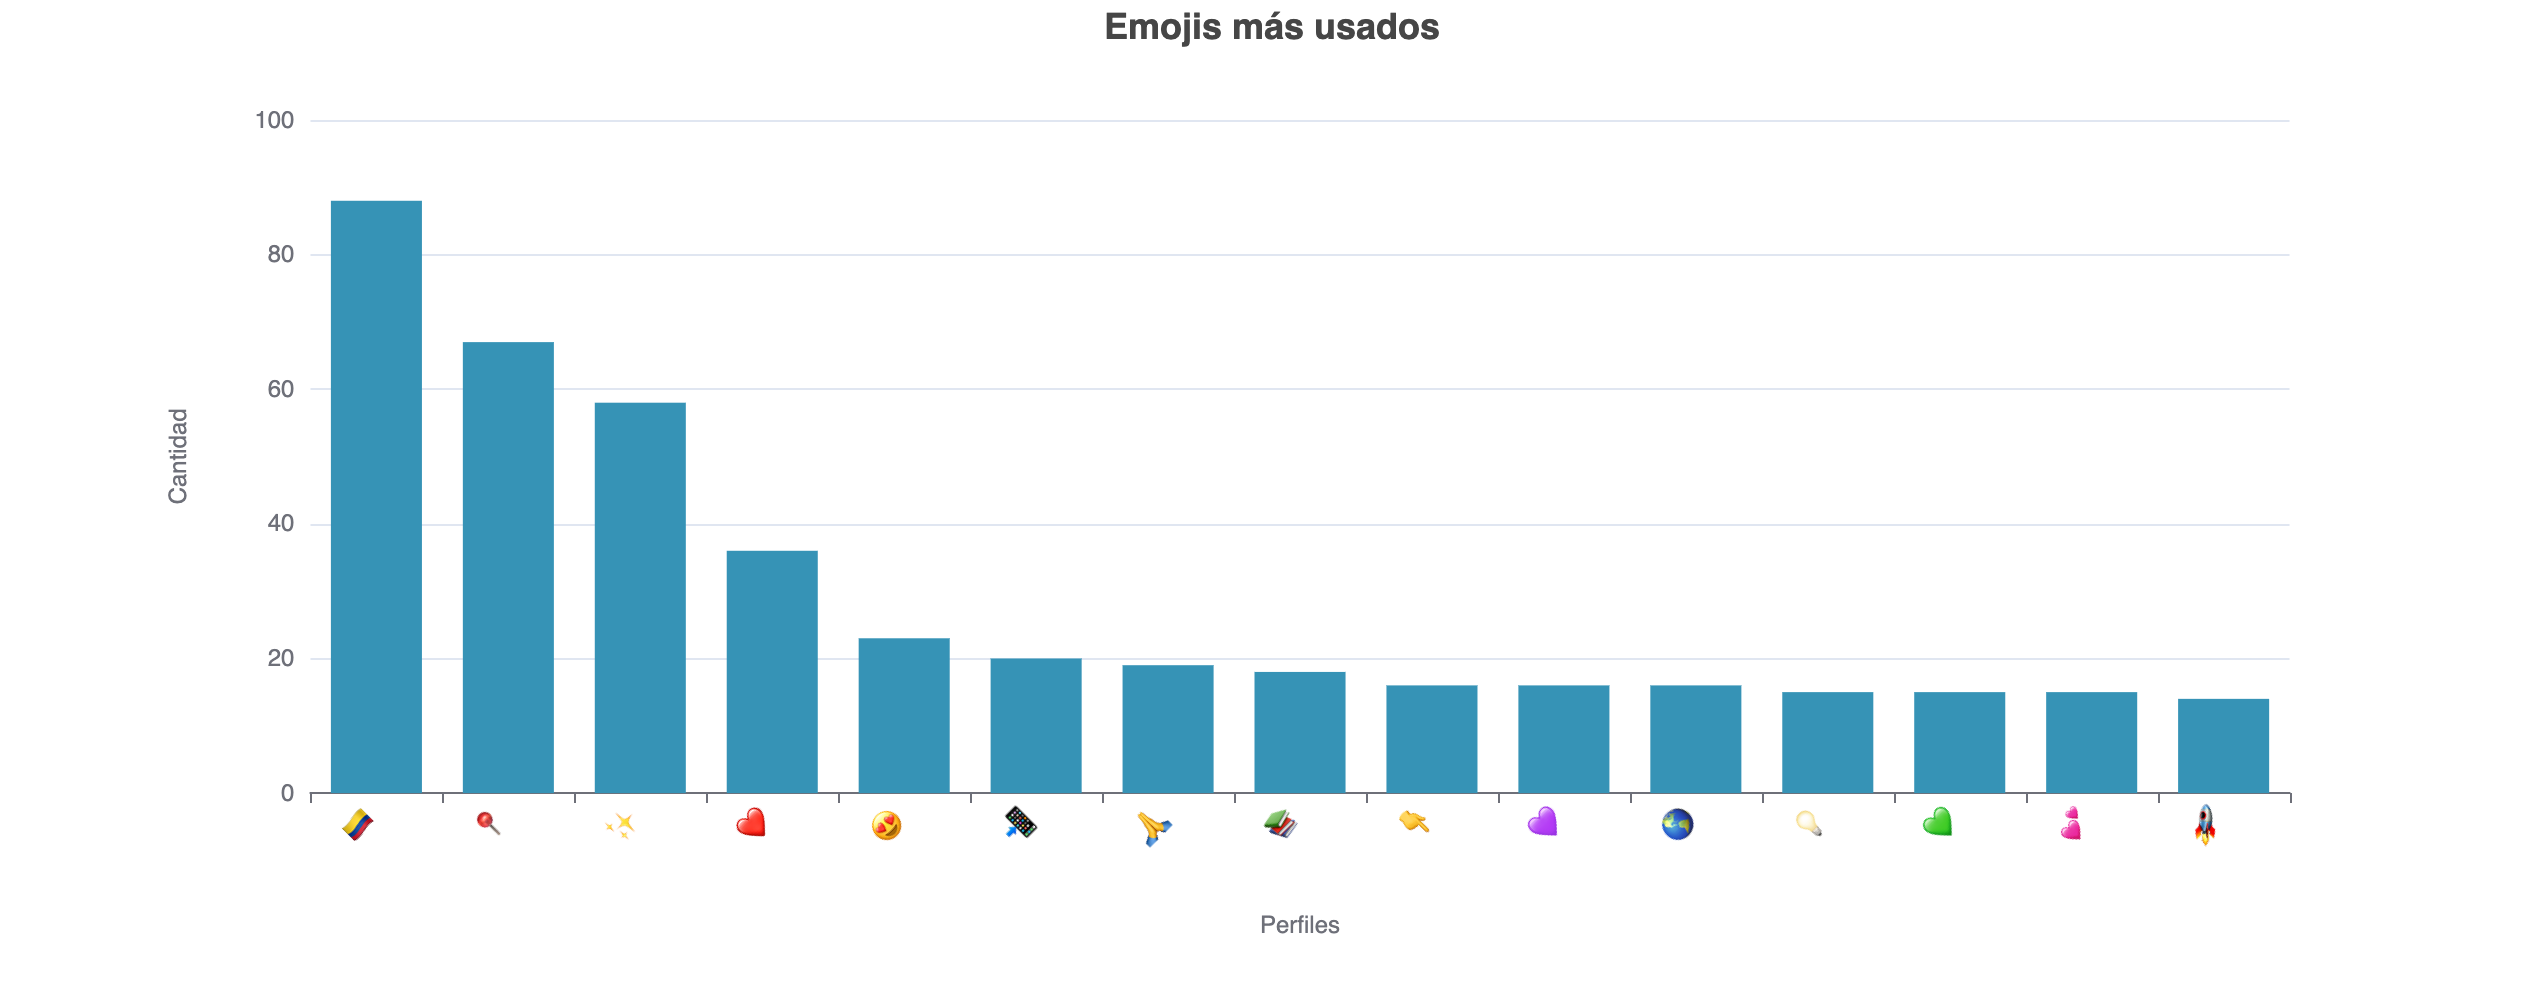 Emojis más usados
100
80
60
40
20
0
Cantidad
🇨🇴 📍 ✨ ❤️ 😍 📲 🙏 📚 👉 💜 🌎 💡 💚 💕 🚀
Perfiles